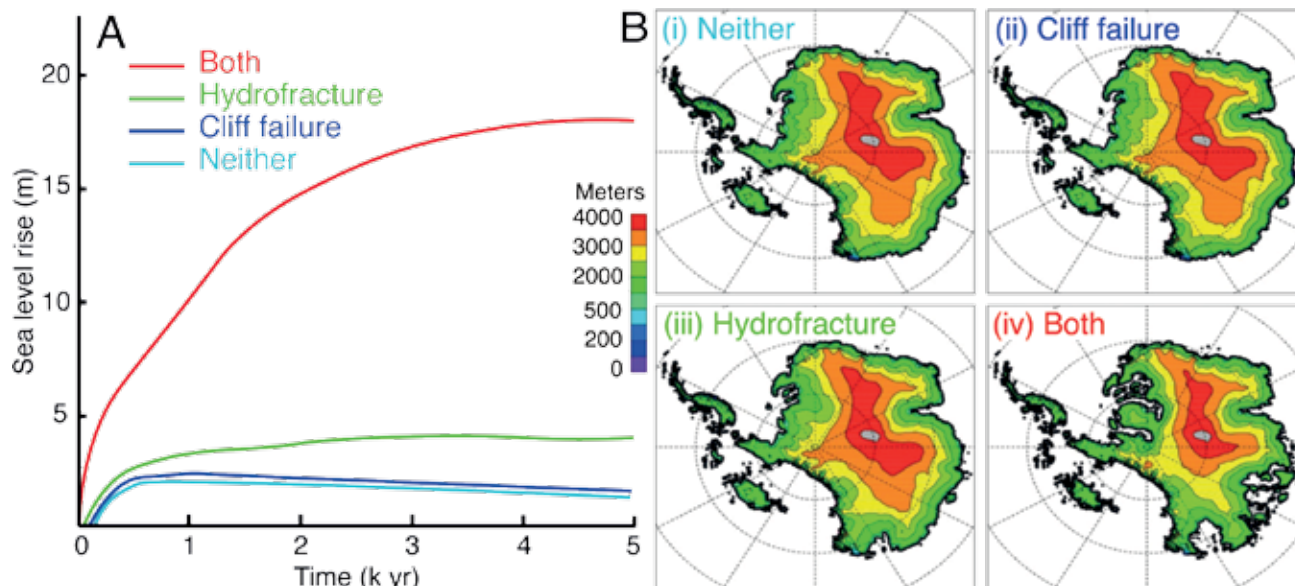 A
Both
Hydrofracture
Cliff failure
Neither
Sea level rise (m)
20
15
10
5
0
1
2
3
4
5
Time (k yr)
B
(i) Neither
(ii) Cliff failure
Meters
4000
3000
2000
500
200
0
(iii) Hydrofracture
(iv) Both